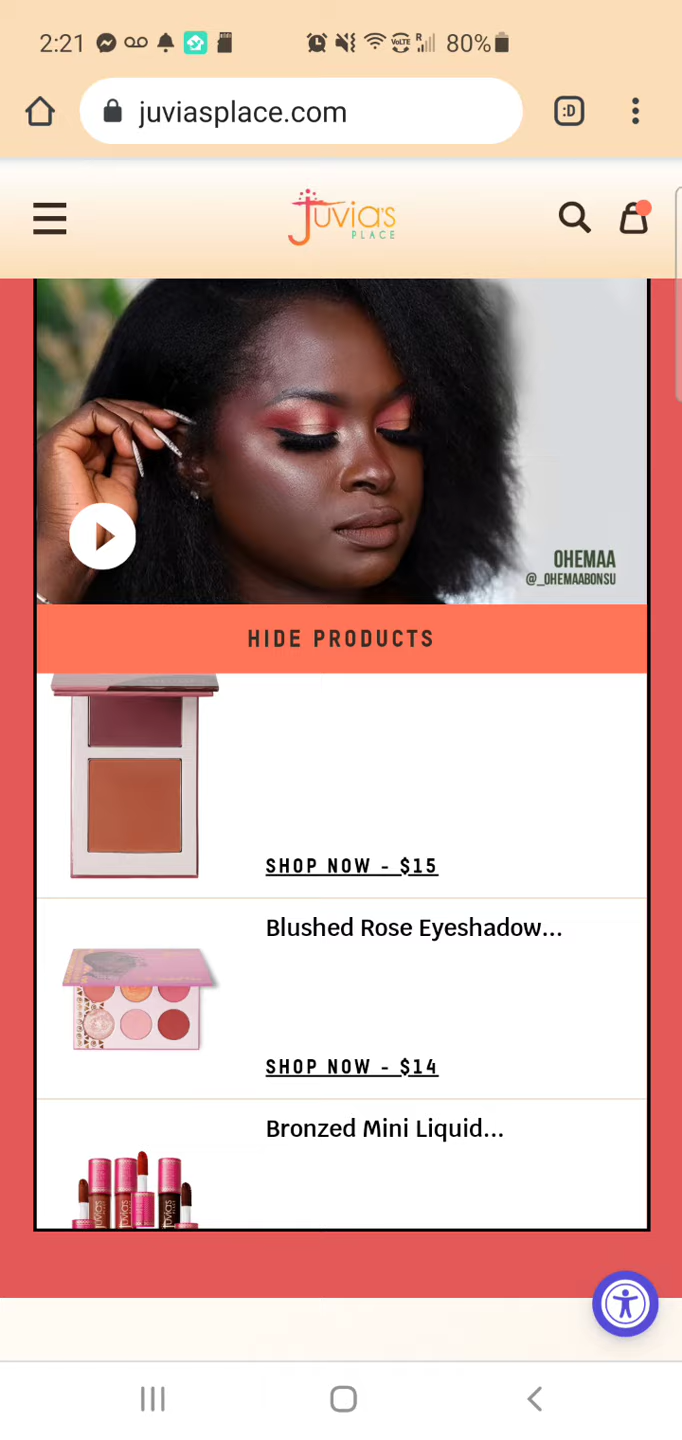 2:21
VoLTE R 80%
juviasplace.com
:D
Juvia's
PLACE
OHEMAA
@_OHEMAABONSU
HIDE PRODUCTS
SHOP NOW - $15
Blushed Rose Eyeshadow...
SHOP NOW - $14
Bronzed Mini Liquid...